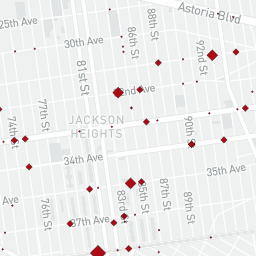 Astoria Blvd
25th Ave
88th St
30th Ave
86th St
92nd St
81st St
2nd Ave
77th St
JACKSON
HEIGHTS
74th St
90th St
34th Ave
35th Ave
76th St
83rd St
85th St
87th St
89th St
37th Ave